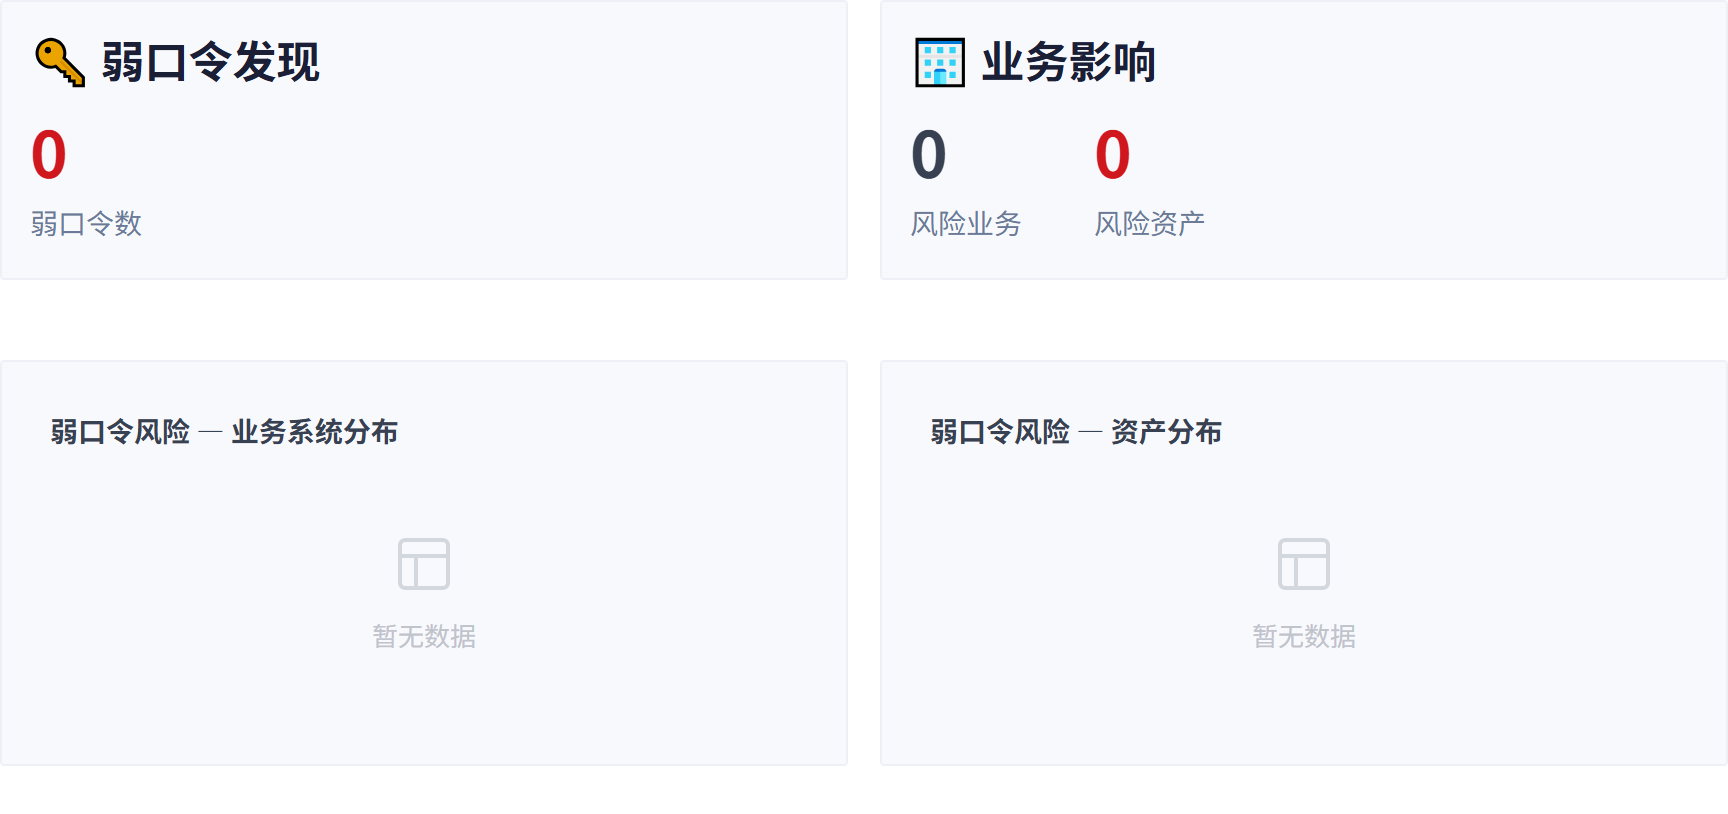 弱口令发现
0
弱口令数
业务影响
0
风险业务
0
风险资产
弱口令风险 — 业务系统分布
暂无数据
弱口令风险 — 资产分布
暂无数据